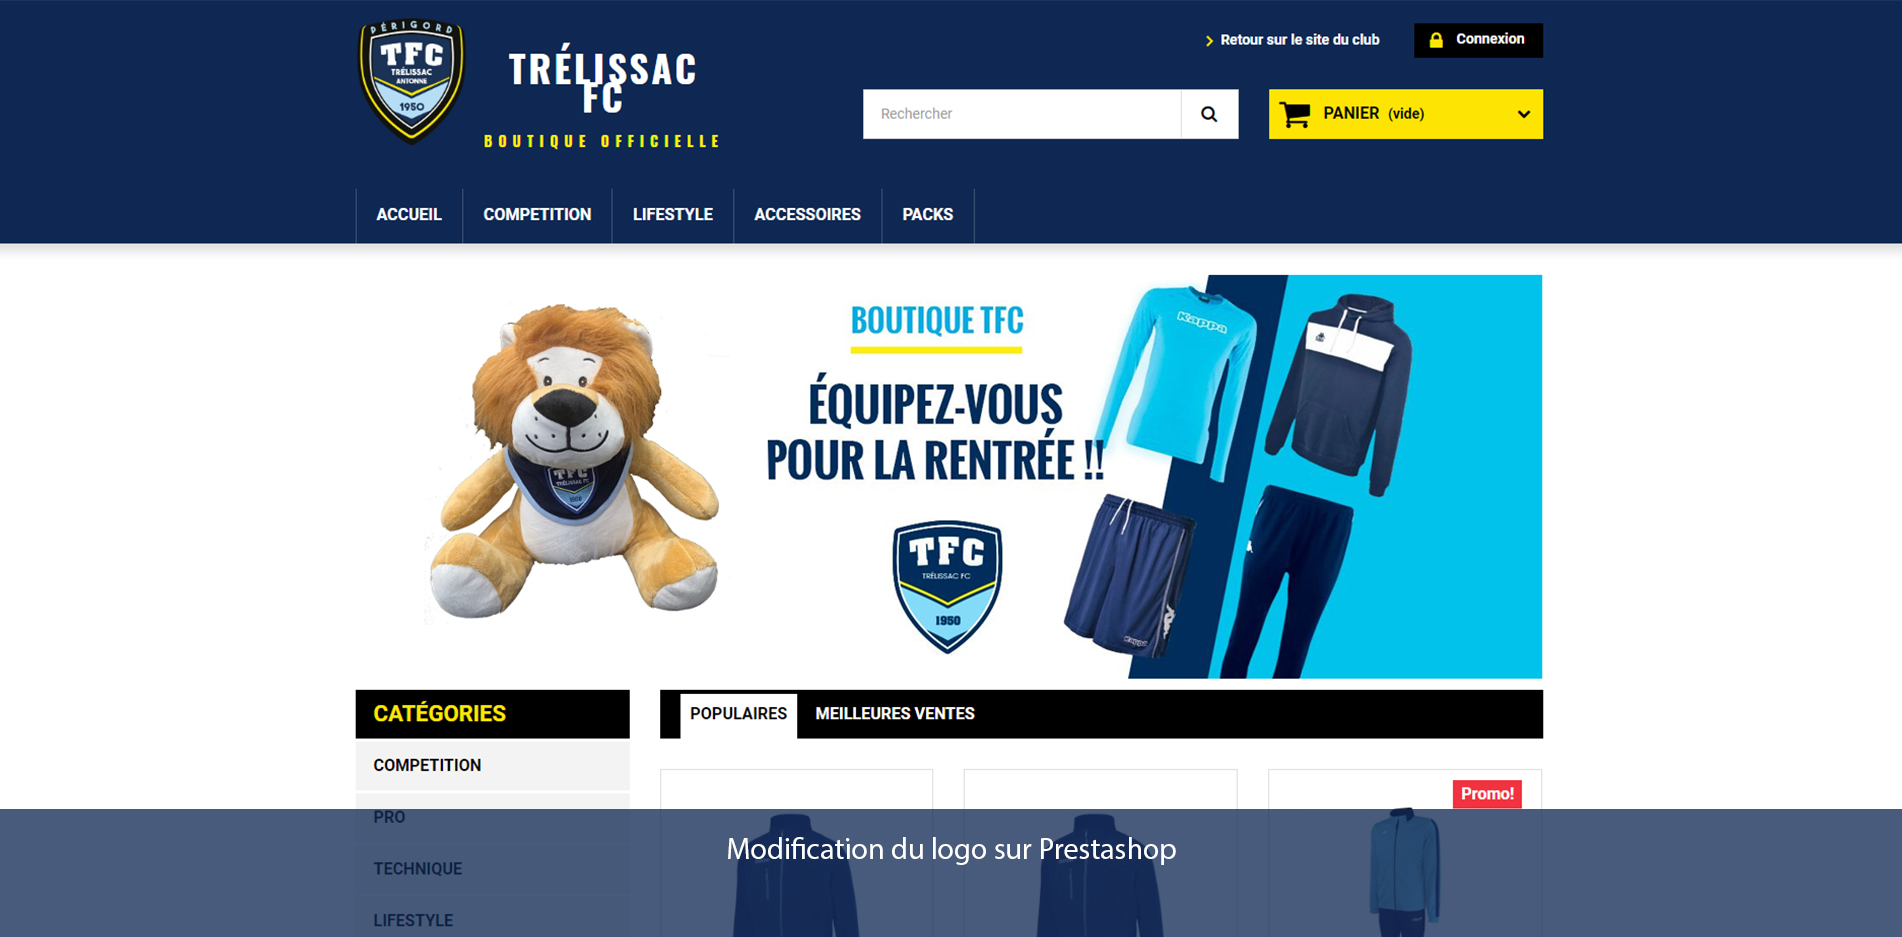 PÉRIGORD
TFC
TRÉLISSAC
ANTONNE
1950
TRÉLISSAC
FC
BOUTIQUE OFFICIELLE
Retour sur le site du club
Connexion
Rechercher
PANIER (vide)
ACCUEIL
COMPETITION
LIFESTYLE
ACCESSOIRES
PACKS
BOUTIQUE TFC
ÉQUIPEZ-VOUS
POUR LA RENTRÉE !!
TFC
TRÉLISSAC FC
1950
TFC
TRÉLISSAC FC
Kappa
Kappa
CATÉGORIES
COMPETITION
PRO
TECHNIQUE
LIFESTYLE
POPULAIRES
MEILLEURES VENTES
Promo!
Modification du logo sur Prestashop